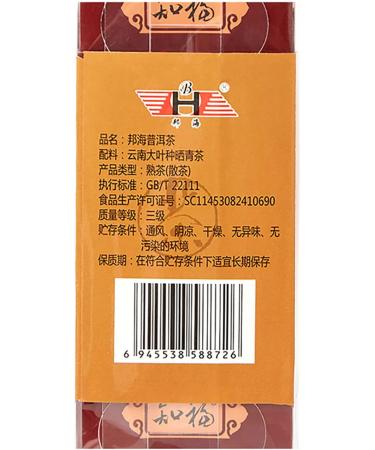 知福
B
H
邦海
品名：邦海普洱茶
配料：云南大叶种晒青茶
产品类型：熟茶(散茶)
执行标准：GB/T 22111
食品生产许可证号：SC11453082410690
质量等级：三级
贮存条件：通风、阴凉、干燥、无异味、无
污染的环境
保质期：在符合贮存条件下适宜长期保存
6 945538 588726
知福